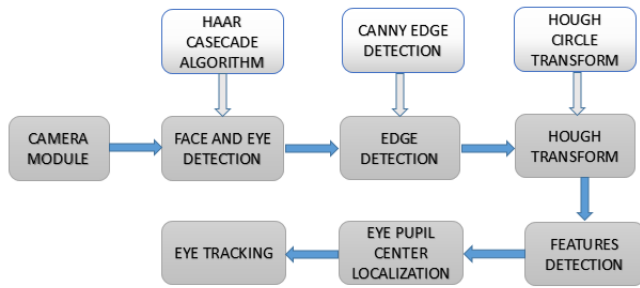 HAAR
CASECADE
ALGORITHM
CANNY EDGE
DETECTION
HOUGH
CIRCLE
TRANSFORM
CAMERA
MODULE
FACE AND EYE
DETECTION
EDGE
DETECTION
HOUGH
TRANSFORM
EYE TRACKING
EYE PUPIL
CENTER
LOCALIZATION
FEATURES
DETECTION